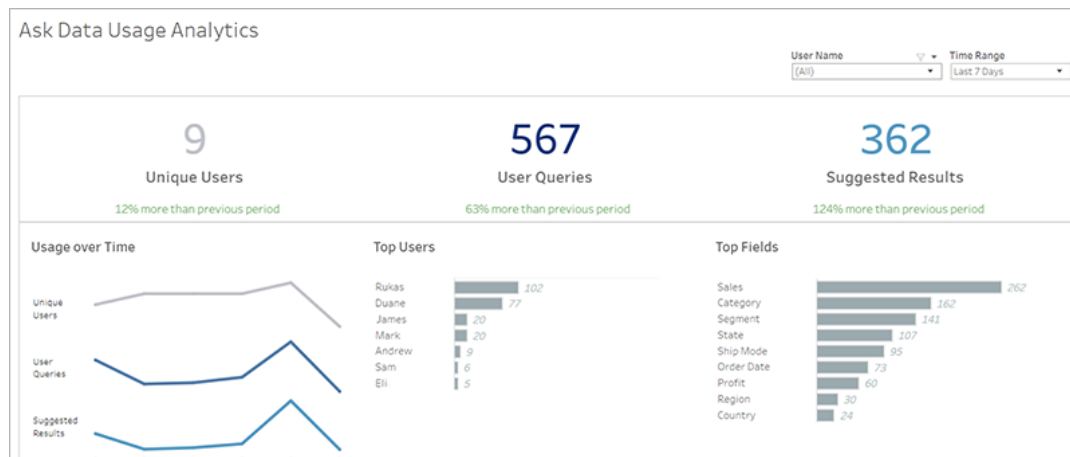 Ask Data Usage Analytics
User Name
Time Range
(All)
Last 7 Days
9
Unique Users
12% more than previous period
567
User Queries
63% more than previous period
362
Suggested Results
124% more than previous period
Usage over Time
Unique
Users
User
Queries
Suggested
Results
Top Users
Rukas 102
Duane 77
James 20
Mark 20
Andrew 9
Sam 6
Eli 5
Top Fields
Sales 262
Category 162
Segment 141
State 107
Ship Mode 95
Order Date 73
Profit 60
Region 30
Country 24